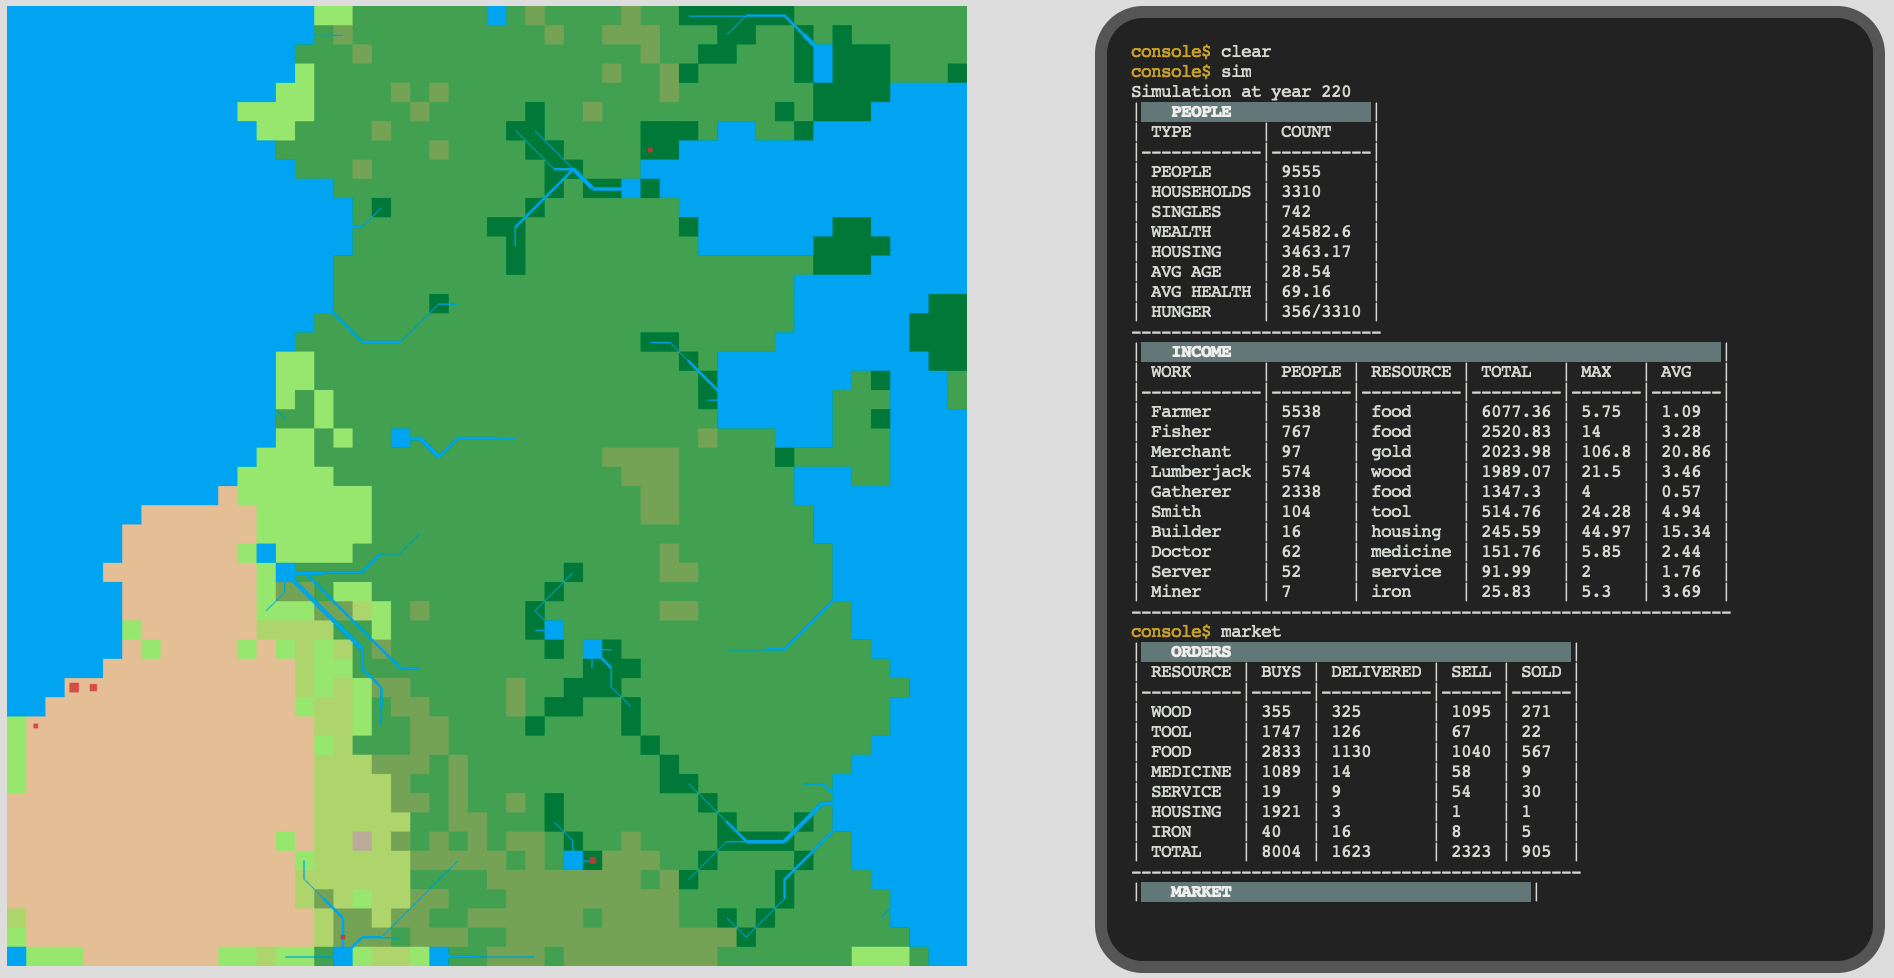 console$ clear
console$ sim
Simulation at year 220
| PEOPLE |
| TYPE | COUNT |
|------------|----------|
| PEOPLE | 9555 |
| HOUSEHOLDS | 3310 |
| SINGLES | 742 |
| WEALTH | 24582.6 |
| HOUSING | 3463.17 |
| AVG AGE | 28.54 |
| AVG HEALTH | 69.16 |
| HUNGER | 356/3310 |
-------------------------
| INCOME |
| WORK | PEOPLE | RESOURCE | TOTAL | MAX | AVG |
|------------|--------|----------|---------|-------|-------|
| Farmer | 5538 | food | 6077.36 | 5.75 | 1.09 |
| Fisher | 767 | food | 2520.83 | 14 | 3.28 |
| Merchant | 97 | gold | 2023.98 | 106.8 | 20.86 |
| Lumberjack | 574 | wood | 1989.07 | 21.5 | 3.46 |
| Gatherer | 2338 | food | 1347.3 | 4 | 0.57 |
| Smith | 104 | tool | 514.76 | 24.28 | 4.94 |
| Builder | 16 | housing | 245.59 | 44.97 | 15.34 |
| Doctor | 62 | medicine | 151.76 | 5.85 | 2.44 |
| Server | 52 | service | 91.99 | 2 | 1.76 |
| Miner | 7 | iron | 25.83 | 5.3 | 3.69 |
------------------------------------------------------------
console$ market
| ORDERS |
| RESOURCE | BUYS | DELIVERED | SELL | SOLD |
|----------|------|-----------|------|------|
| WOOD | 355 | 325 | 1095 | 271 |
| TOOL | 1747 | 126 | 67 | 22 |
| FOOD | 2833 | 1130 | 1040 | 567 |
| MEDICINE | 1089 | 14 | 58 | 9 |
| SERVICE | 19 | 9 | 54 | 30 |
| HOUSING | 1921 | 3 | 1 | 1 |
| IRON | 40 | 16 | 8 | 5 |
| TOTAL | 8004 | 1623 | 2323 | 905 |
---------------------------------------------
| MARKET |